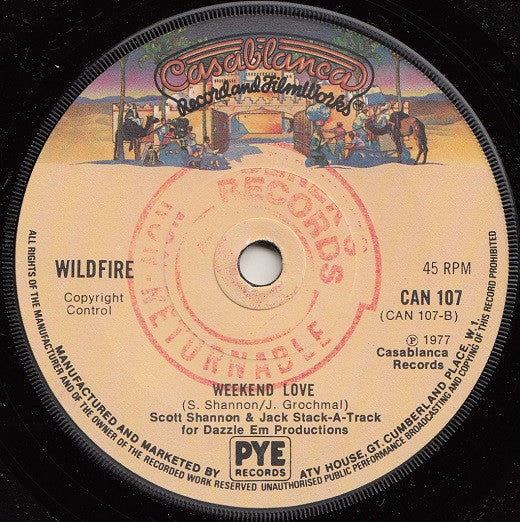 Casablanca
Record and FilmWorks
WILDFIRE
Copyright
Control
45 RPM
CAN 107
(CAN 107-B)
℗ 1977
Casablanca
Records
RECORDS
NON-RETURNABLE
WEEKEND LOVE
(S. Shannon/J. Grochmal)
Scott Shannon & Jack Stack-A-Track
for Dazzle Em Productions
PYE
RECORDS
MANUFACTURED AND MARKETED BY
ATV HOUSE, GT. CUMBERLAND PLACE, W.1.
ALL RIGHTS OF THE MANUFACTURER AND OF THE OWNER OF THE RECORDED WORK RESERVED UNAUTHORISED PUBLIC PERFORMANCE BROADCASTING AND COPYING OF THIS RECORD PROHIBITED